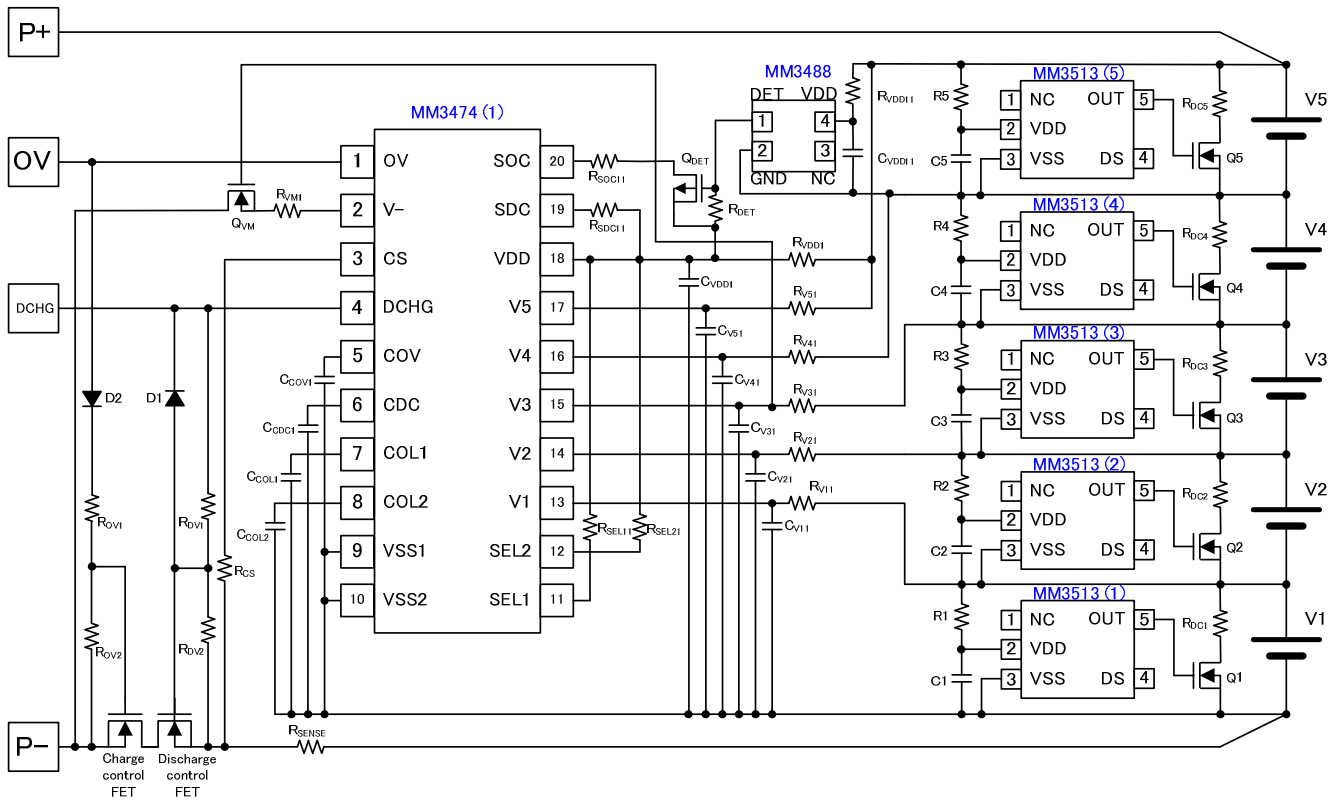 P+
OV
DCHG
P-
MM3474 (1)
1 OV
2 V-
3 CS
4 DCHG
5 COV
6 CDC
7 COL1
8 COL2
9 VSS1
10 VSS2
SOC 20
SDC 19
VDD 18
V5 17
V4 16
V3 15
V2 14
V1 13
SEL2 12
SEL1 11
QVM
RVM1
D2
D1
ROV1
ROV2
RDV1
RDV2
RCS
CCOV1
CCDC1
CCOL1
CCOL2
RSENSE
Charge
control
FET
Discharge
control
FET
RSOC11
RSDC11
QDET
RDET
MM3488
DET VDD
1 4
2 3
GND NC
RVDD11
CVDD11
RVDD1
CVDD1
RV51
CV51
RV41
CV41
RV31
CV31
RV21
CV21
RV11
CV11
RSEL11
RSEL21
MM3513 (5)
1 NC OUT 5
2 VDD
3 VSS DS 4
R5
C5
RDC5
Q5
V5
MM3513 (4)
1 NC OUT 5
2 VDD
3 VSS DS 4
R4
C4
RDC4
Q4
V4
MM3513 (3)
1 NC OUT 5
2 VDD
3 VSS DS 4
R3
C3
RDC3
Q3
V3
MM3513 (2)
1 NC OUT 5
2 VDD
3 VSS DS 4
R2
C2
RDC2
Q2
V2
MM3513 (1)
1 NC OUT 5
2 VDD
3 VSS DS 4
R1
C1
RDC1
Q1
V1